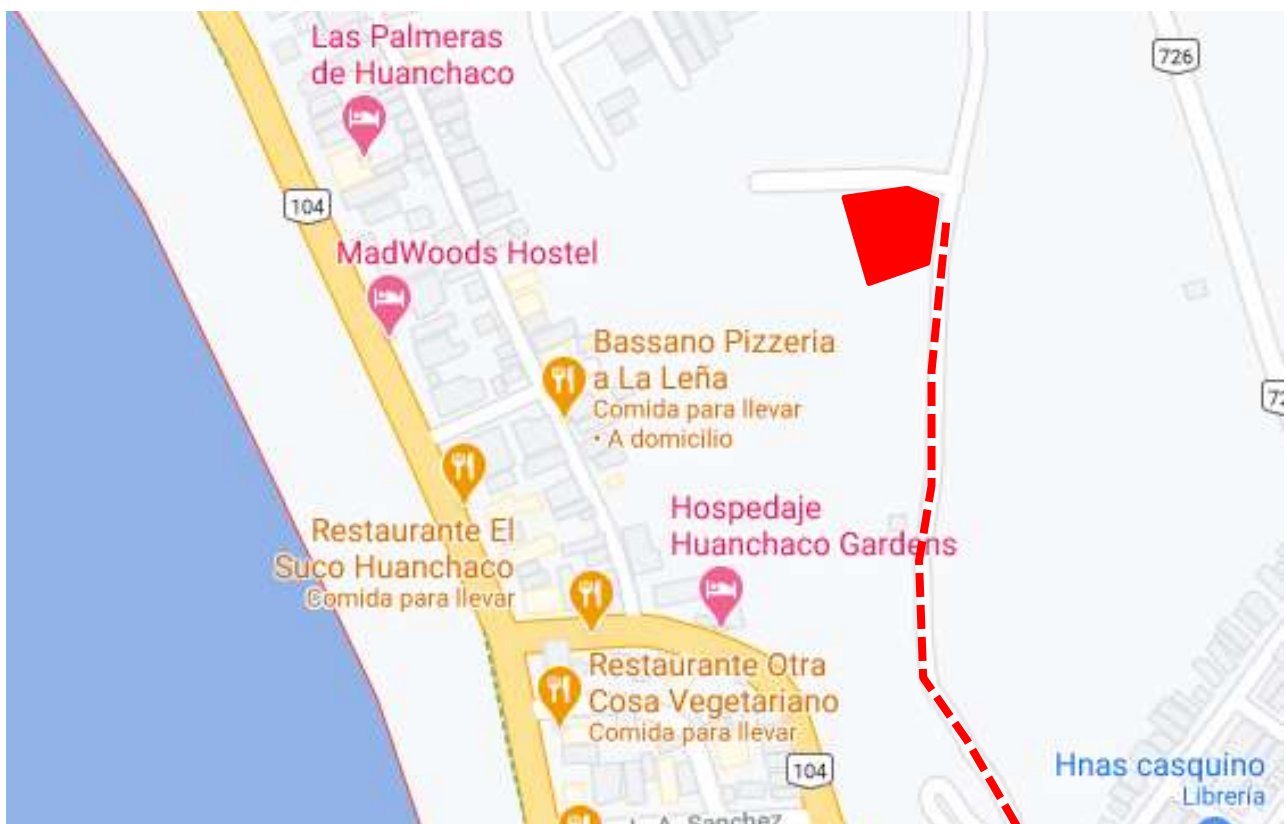 Las Palmeras
de Huanchaco
726
104
MadWoods Hostel
Bassano Pizzeria
a La Leña
Comida para llevar
· A domicilio
Hospedaje
Huanchaco Gardens
Restaurante El
Suco Huanchaco
Comida para llevar
Restaurante Otra
Cosa Vegetariano
Comida para llevar
104
Hnas casquino
Librería